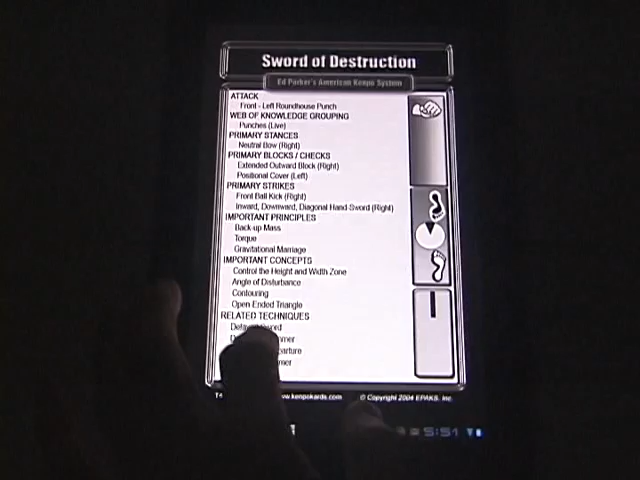 Sword of Destruction
Ed Parker's American Kenpo System
ATTACK
Front - Left Roundhouse Punch
WEB OF KNOWLEDGE GROUPING
Punches (Live)
PRIMARY STANCES
Neutral Bow (Right)
PRIMARY BLOCKS / CHECKS
Extended Outward Block (Right)
Positional Cover (Left)
PRIMARY STRIKES
Front Ball Kick (Right)
Inward, Downward, Diagonal Hand Sword (Right)
IMPORTANT PRINCIPLES
Back-up Mass
Torque
Gravitational Marriage
IMPORTANT CONCEPTS
Control the Height and Width Zone
Angle of Disturbance
Contouring
Open Ended Triangle
RELATED TECHNIQUES
www.kenpokards.com © Copyright 2004 EPAKS, Inc
5:51